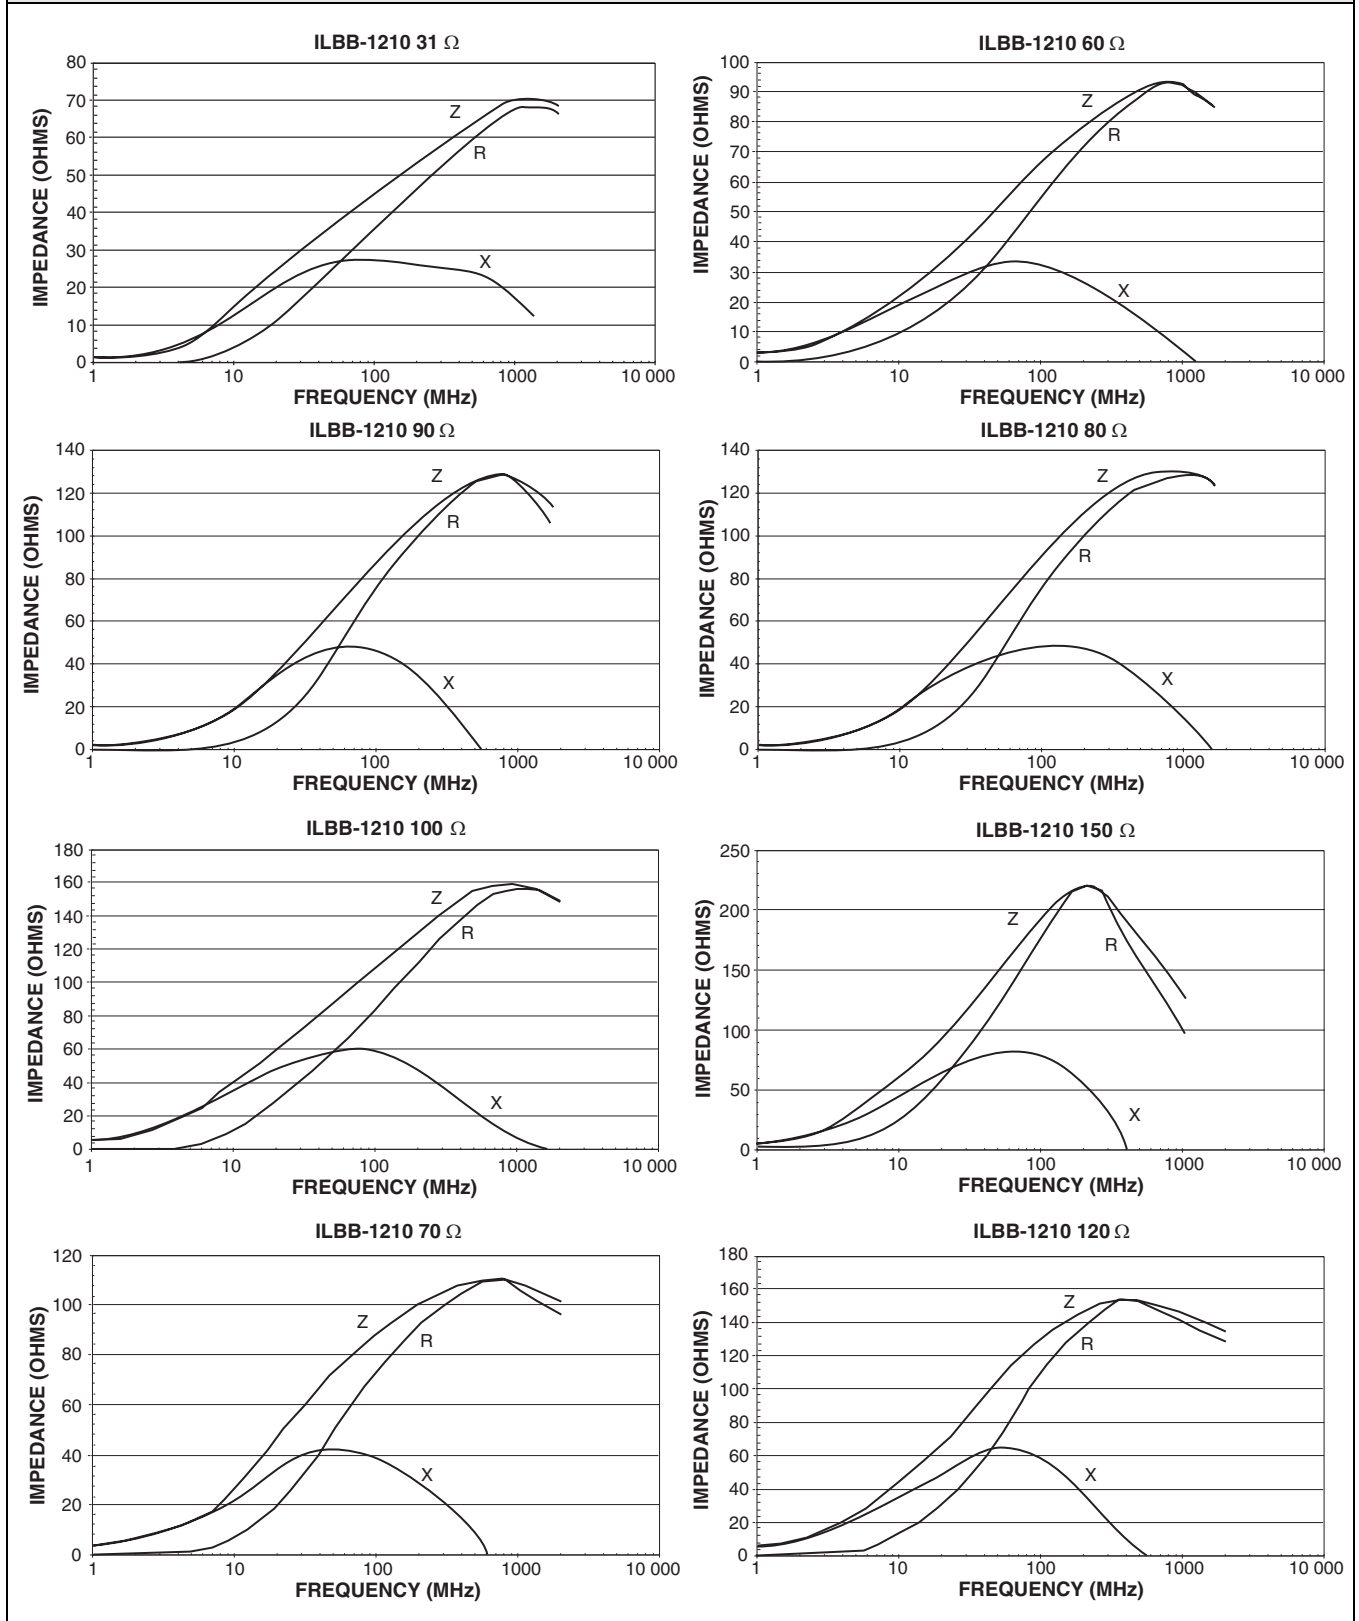 ILBB-1210 31 Ω
80
70
60
50
40
30
20
10
0
IMPEDANCE (OHMS)
Z
R
X
1 10 100 1000 10 000
FREQUENCY (MHz)
ILBB-1210 60 Ω
100
90
80
70
60
50
40
30
20
10
0
IMPEDANCE (OHMS)
Z
R
X
1 10 100 1000 10 000
FREQUENCY (MHz)
ILBB-1210 90 Ω
140
120
100
80
60
40
20
0
IMPEDANCE (OHMS)
Z
R
X
1 10 100 1000 10 000
FREQUENCY (MHz)
ILBB-1210 80 Ω
140
120
100
80
60
40
20
0
IMPEDANCE (OHMS)
Z
R
X
1 10 100 1000 10 000
FREQUENCY (MHz)
ILBB-1210 100 Ω
180
160
140
120
100
80
60
40
20
0
IMPEDANCE (OHMS)
Z
R
X
1 10 100 1000 10 000
FREQUENCY (MHz)
ILBB-1210 150 Ω
250
200
150
100
50
0
IMPEDANCE (OHMS)
Z
R
X
1 10 100 1000 10 000
FREQUENCY (MHz)
ILBB-1210 70 Ω
120
100
80
60
40
20
0
IMPEDANCE (OHMS)
Z
R
X
1 10 100 1000 10 000
FREQUENCY (MHz)
ILBB-1210 120 Ω
180
160
140
120
100
80
60
40
20
0
IMPEDANCE (OHMS)
Z
R
X
1 10 100 1000 10 000
FREQUENCY (MHz)